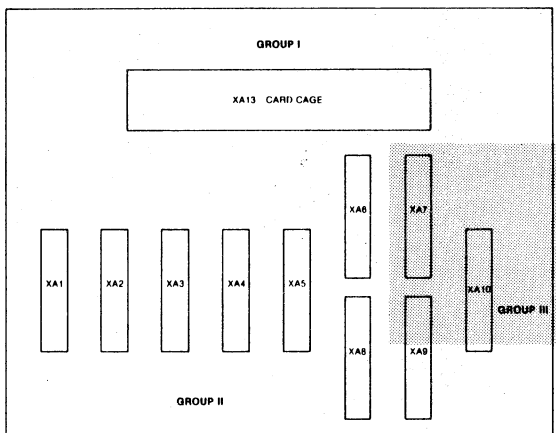 GROUP I
XA13 CARD CAGE
XA6
XA7
XA1
XA2
XA3
XA4
XA5
XA10
GROUP III
XA8
XA9
GROUP II